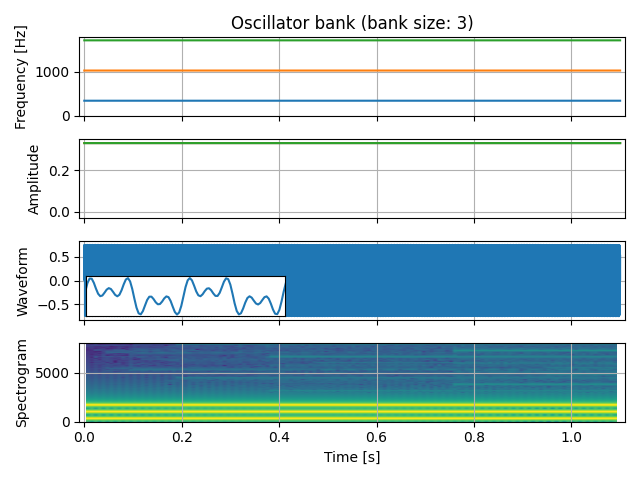 Oscillator bank (bank size: 3)
Frequency [Hz]
1000
0
Amplitude
0.2
0.0
Waveform
0.5
0.0
−0.5
Spectrogram
5000
0
0.0 0.2 0.4 0.6 0.8 1.0
Time [s]